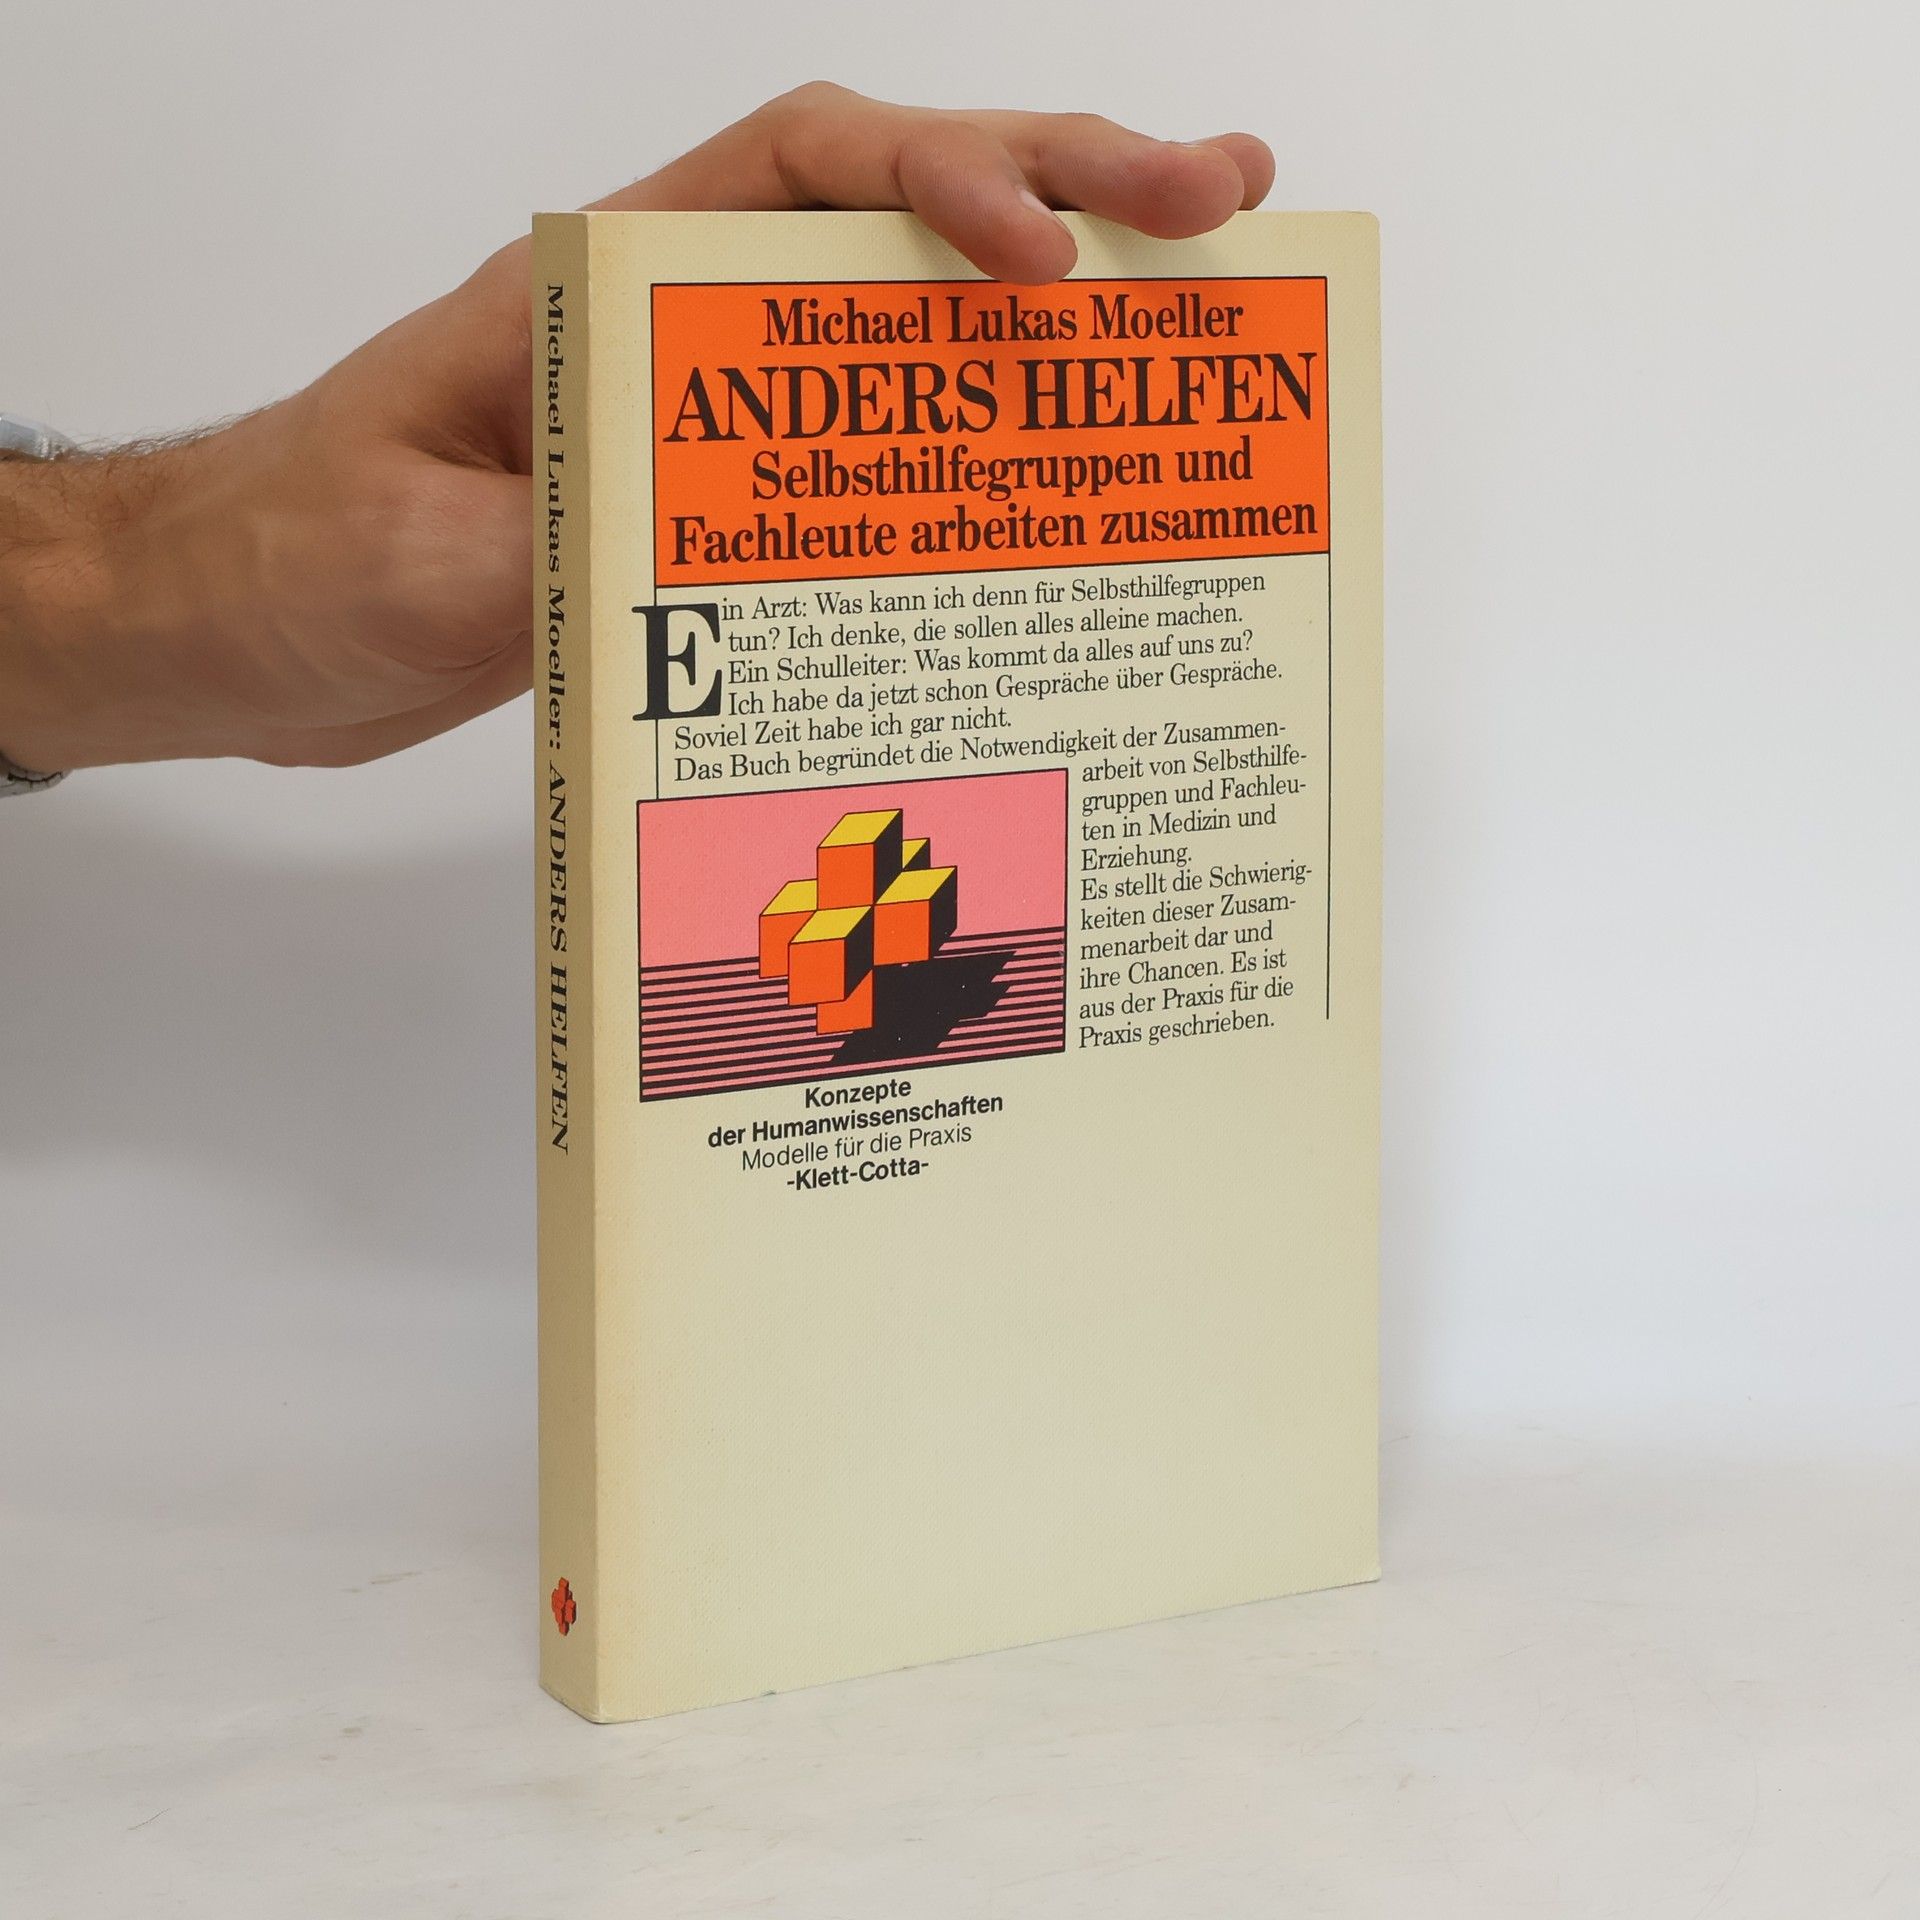 Michael Lukas Moeller: ANDERS HELFEN
Michael Lukas Moeller
ANDERS HELFEN
Selbsthilfegruppen und
Fachleute arbeiten zusammen
Ein Arzt: Was kann ich denn für Selbsthilfegruppen
tun? Ich denke, die sollen alles alleine machen.
Ein Schulleiter: Was kommt da alles auf uns zu?
Ich habe da jetzt schon Gespräche über Gespräche.
Soviel Zeit habe ich gar nicht.
Das Buch begründet die Notwendigkeit der Zusammen-
arbeit von Selbsthilfe-
gruppen und Fachleu-
ten in Medizin und
Erziehung.
Es stellt die Schwierig-
keiten dieser Zusam-
menarbeit dar und
ihre Chancen. Es ist
aus der Praxis für die
Praxis geschrieben.
Konzepte
der Humanwissenschaften
Modelle für die Praxis
-Klett-Cotta-